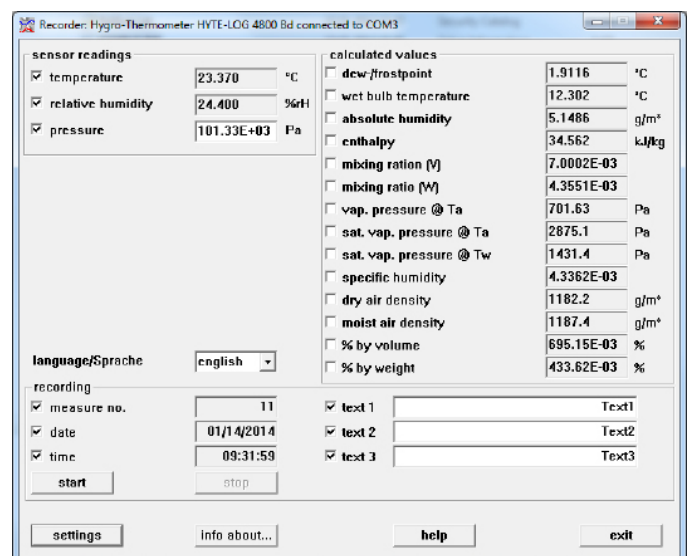 Recorder: Hygro-Thermometer HYTE-LOG 4800 Bd connected to COM3
sensor readings
temperature 23.370 °C
relative humidity 24.400 %rH
pressure 101.33E+03 Pa
calculated values
dew-/frostpoint 1.9116 °C
wet bulb temperature 12.302 °C
absolute humidity 5.1486 g/m³
enthalpy 34.562 kJ/kg
mixing ration (V) 7.0002E-03
mixing ratio (W) 4.3551E-03
vap. pressure @ Ta 701.63 Pa
sat. vap. pressure @ Ta 2875.1 Pa
sat. vap. pressure @ Tw 1431.4 Pa
specific humidity 4.3362E-03
dry air density 1182.2 g/m³
moist air density 1187.4 g/m³
% by volume 695.15E-03 %
% by weight 433.62E-03 %
language/Sprache english
recording
measure no. 11 text 1 Text1
date 01/14/2014 text 2 Text2
time 09:31:59 text 3 Text3
start stop
settings info about... help exit